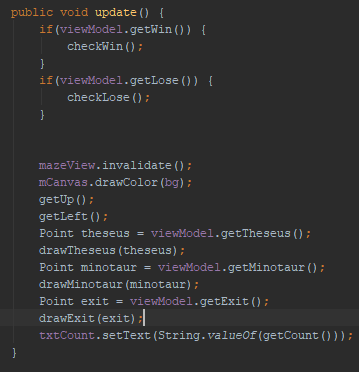 public void update() {
    if(viewModel.getWin()) {
        checkWin();
    }
    if(viewModel.getLose()) {
        checkLose();
    }
    mazeView.invalidate();
    mCanvas.drawColor(bg);
    getUp();
    getLeft();
    Point theseus = viewModel.getTheseus();
    drawTheseus(theseus);
    Point minotaur = viewModel.getMinotaur();
    drawMinotaur(minotaur);
    Point exit = viewModel.getExit();
    drawExit(exit);
    txtCount.setText(String.valueOf(getCount()));
}